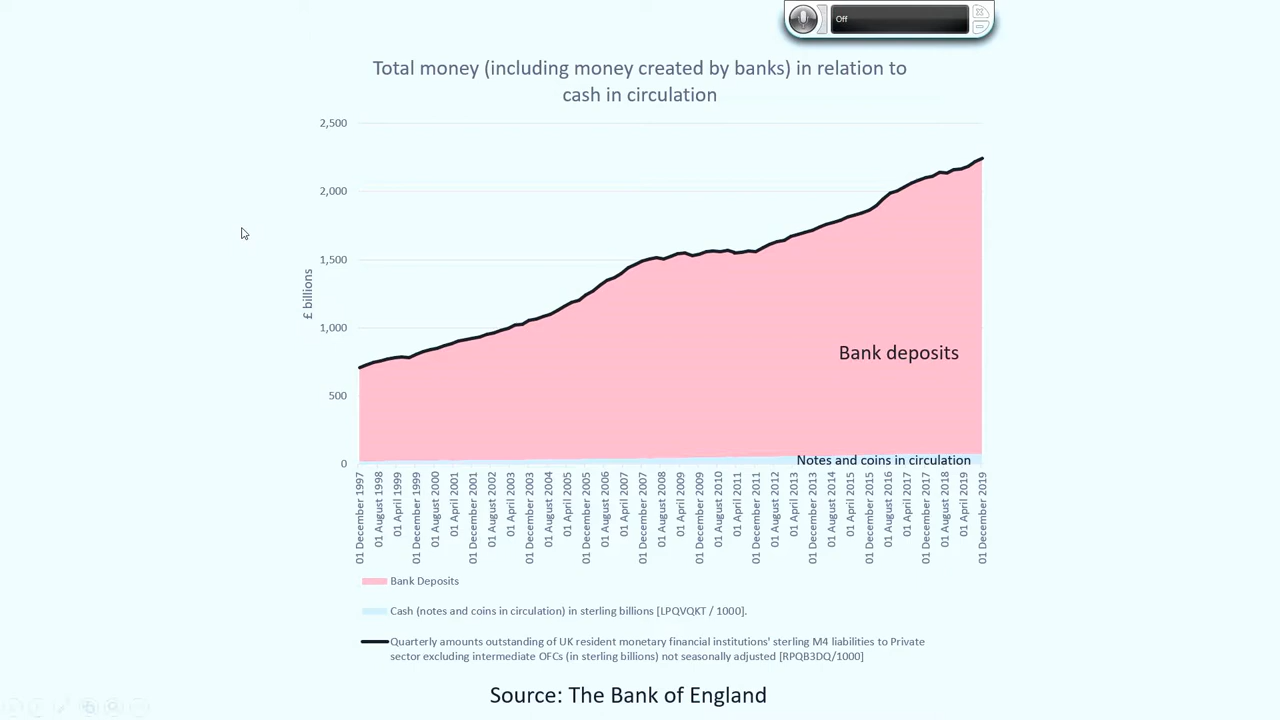 Off
Total money (including money created by banks) in relation to
cash in circulation
2,500
2,000
1,500
1,000
500
0
£ billions
Bank deposits
Notes and coins in circulation
01 December 1997
01 August 1998
01 April 1999
01 December 1999
01 August 2000
01 April 2001
01 December 2001
01 August 2002
01 April 2003
01 December 2003
01 August 2004
01 April 2005
01 December 2005
01 August 2006
01 April 2007
01 December 2007
01 August 2008
01 April 2009
01 December 2009
01 August 2010
01 April 2011
01 December 2011
01 August 2012
01 April 2013
01 December 2013
01 August 2014
01 April 2015
01 December 2015
01 August 2016
01 April 2017
01 December 2017
01 August 2018
01 April 2019
01 December 2019
Bank Deposits
Cash (notes and coins in circulation) in sterling billions [LPQVQKT / 1000].
Quarterly amounts outstanding of UK resident monetary financial institutions' sterling M4 liabilities to Private
sector excluding intermediate OFCs (in sterling billions) not seasonally adjusted [RPQB3DQ/1000]
Source: The Bank of England